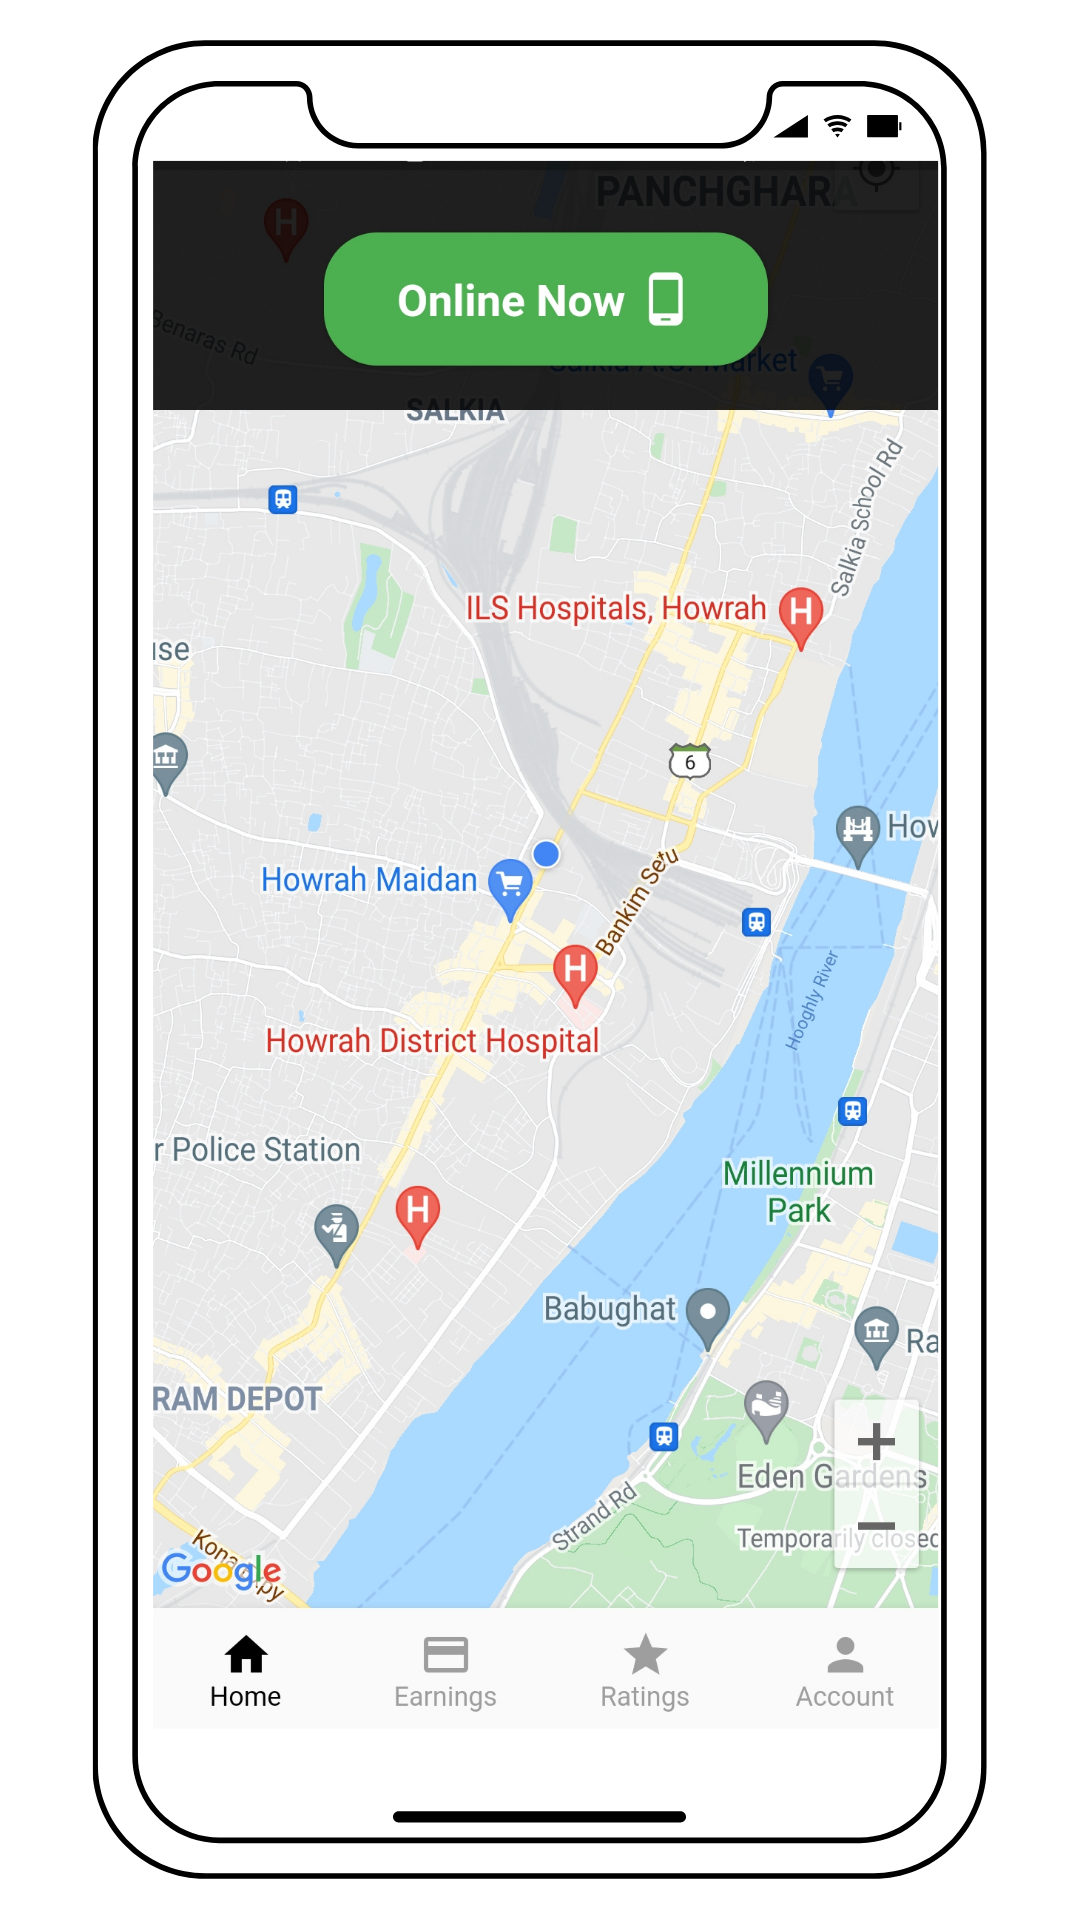 PANCHGHARA
H
Online Now
Benaras Rd
Salkia A.C. Market
SALKIA
Salkia School Rd
ILS Hospitals, Howrah
H
use
6
How
Howrah Maidan
Bankim Setu
H
Hooghly River
Howrah District Hospital
r Police Station
Millennium
Park
H
Babughat
Ra
RAM DEPOT
Eden Gardens
Strand Rd
Temporarily closed
Kona
py
Google
Home
Earnings
Ratings
Account